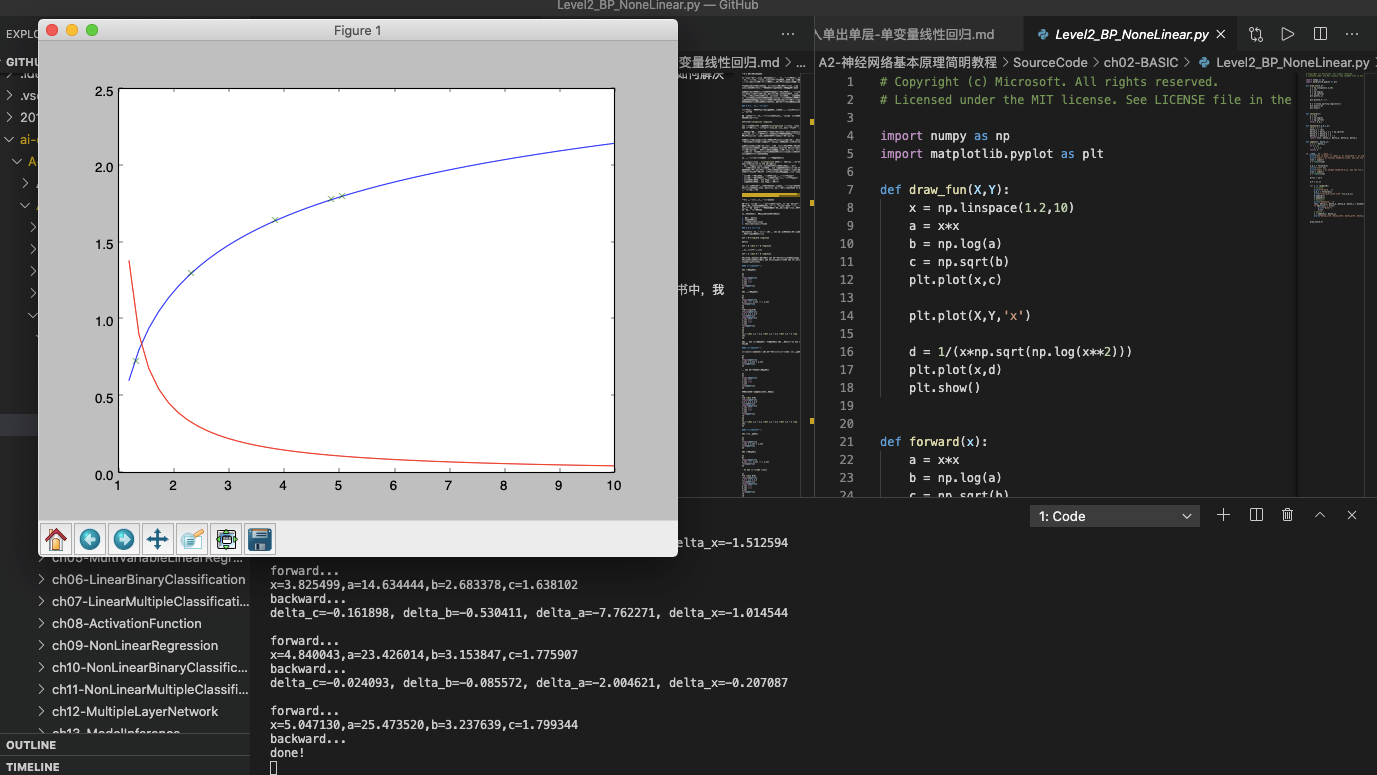 Level2_BP_NoneLinear.py — GitHub
Figure 1
2.5
2.0
1.5
1.0
0.5
0.0
1 2 3 4 5 6 7 8 9 10
EXPLO
GITHU
.vsc
201
ai-e
变量线性回归.md > ...
如何解决
书中，我
入单出单层-单变量线性回归.md
Level2_BP_NoneLinear.py
A2-神经网络基本原理简明教程 > SourceCode > ch02-BASIC > Level2_BP_NoneLinear.py >
1 # Copyright (c) Microsoft. All rights reserved.
2 # Licensed under the MIT license. See LICENSE file in the
3
4 import numpy as np
5 import matplotlib.pyplot as plt
6
7 def draw_fun(X,Y):
8 x = np.linspace(1.2,10)
9 a = x*x
10 b = np.log(a)
11 c = np.sqrt(b)
12 plt.plot(x,c)
13
14 plt.plot(X,Y,'x')
15
16 d = 1/(x*np.sqrt(np.log(x**2)))
17 plt.plot(x,d)
18 plt.show()
19
20
21 def forward(x):
22 a = x*x
23 b = np.log(a)
24 c = np.sqrt(b)
1: Code
elta_x=-1.512594
forward...
x=3.825499,a=14.634444,b=2.683378,c=1.638102
backward...
delta_c=-0.161898, delta_b=-0.530411, delta_a=-7.762271, delta_x=-1.014544
forward...
x=4.840043,a=23.426014,b=3.153847,c=1.775907
backward...
delta_c=-0.024093, delta_b=-0.085572, delta_a=-2.004621, delta_x=-0.207087
forward...
x=5.047130,a=25.473520,b=3.237639,c=1.799344
backward...
done!
ch05-MultiVariableLinearRegr...
ch06-LinearBinaryClassification
ch07-LinearMultipleClassificati...
ch08-ActivationFunction
ch09-NonLinearRegression
ch10-NonLinearBinaryClassific...
ch11-NonLinearMultipleClassifi...
ch12-MultipleLayerNetwork
ch13-ModelInference
OUTLINE
TIMELINE